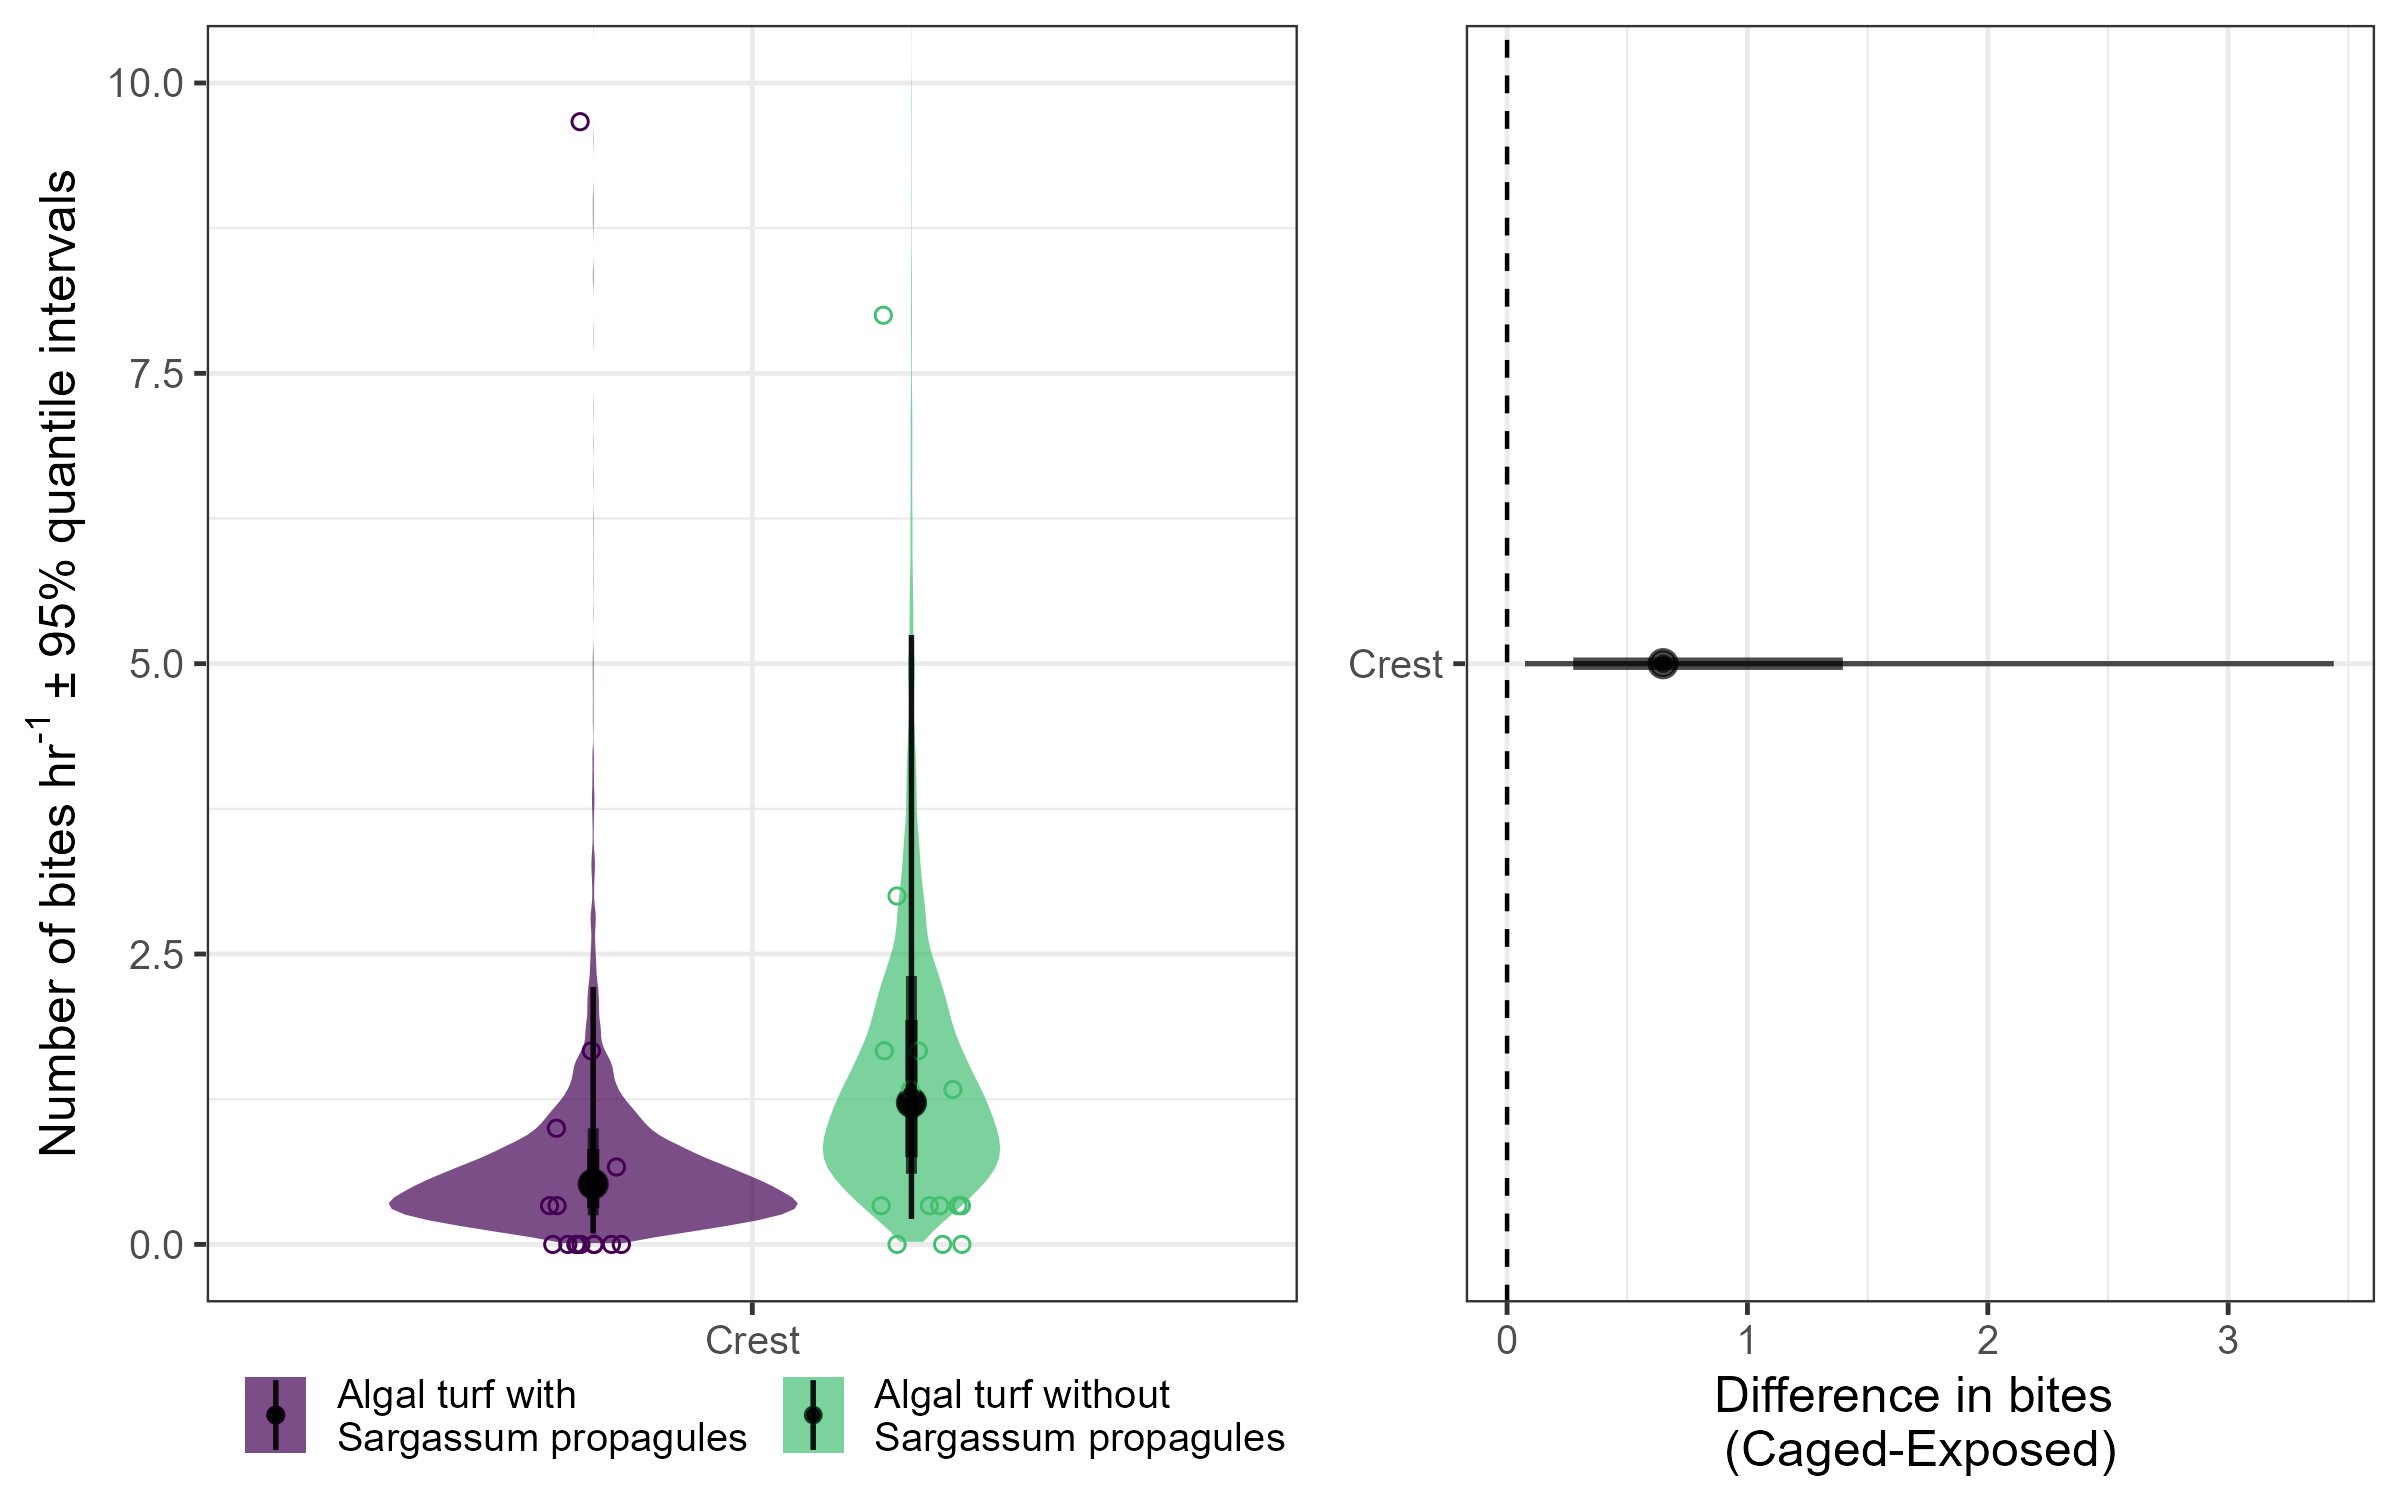 Number of bites hr-1 ± 95% quantile intervals
10.0
7.5
5.0
2.5
0.0
Crest
Algal turf with
Sargassum propagules
Algal turf without
Sargassum propagules
Crest
0
1
2
3
Difference in bites
(Caged-Exposed)